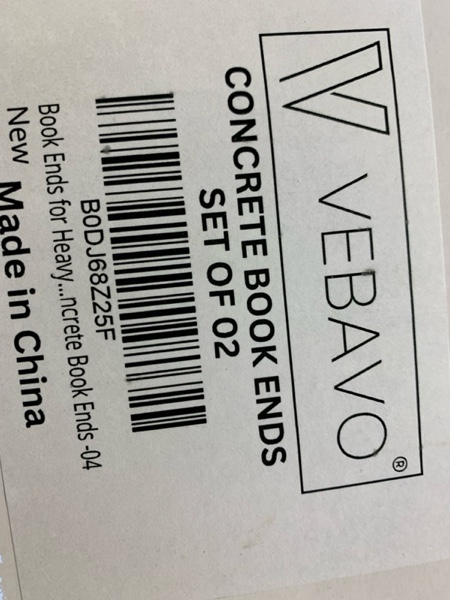 V VEBAVO®
CONCRETE BOOK ENDS
SET OF 02
B0DJ68Z25F
Book Ends for Heavy...ncrete Book Ends -04
New Made in China